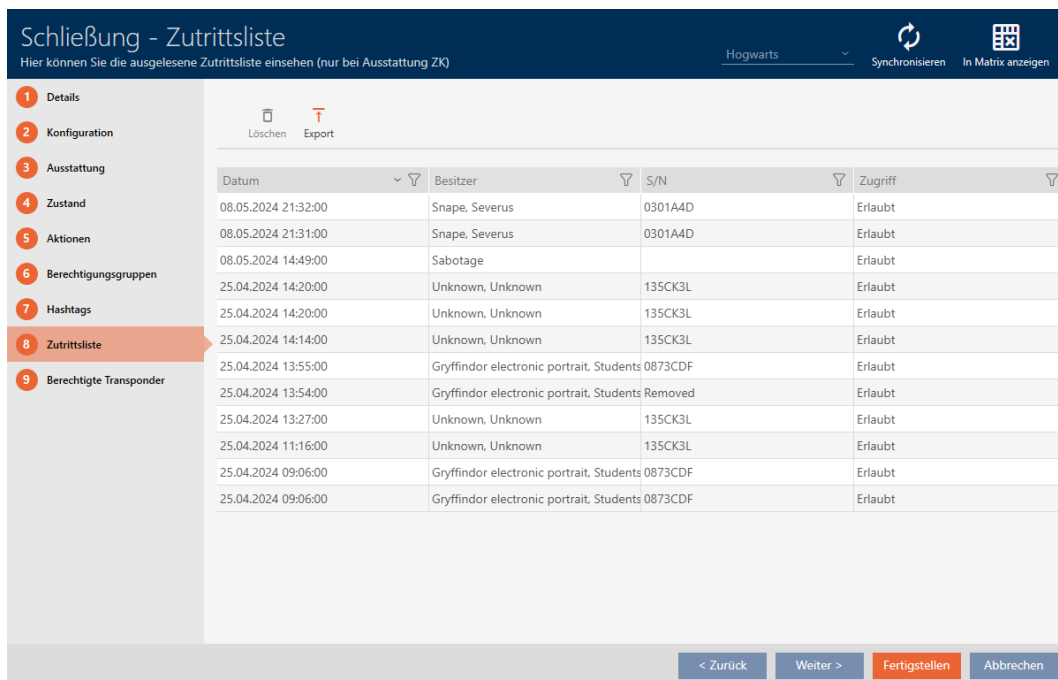 Schließung - Zutrittsliste
Hier können Sie die ausgelesene Zutrittsliste einsehen (nur bei Ausstattung ZK)
Hogwarts
Synchronisieren
In Matrix anzeigen
1 Details
2 Konfiguration
3 Ausstattung
4 Zustand
5 Aktionen
6 Berechtigungsgruppen
7 Hashtags
8 Zutrittsliste
9 Berechtigte Transponder
Löschen Export
Datum Besitzer S/N Zugriff
08.05.2024 21:32:00 Snape, Severus 0301A4D Erlaubt
08.05.2024 21:31:00 Snape, Severus 0301A4D Erlaubt
08.05.2024 14:49:00 Sabotage Erlaubt
25.04.2024 14:20:00 Unknown, Unknown 135CK3L Erlaubt
25.04.2024 14:20:00 Unknown, Unknown 135CK3L Erlaubt
25.04.2024 14:14:00 Unknown, Unknown 135CK3L Erlaubt
25.04.2024 13:55:00 Gryffindor electronic portrait, Students 0873CDF Erlaubt
25.04.2024 13:54:00 Gryffindor electronic portrait, Students Removed Erlaubt
25.04.2024 13:27:00 Unknown, Unknown 135CK3L Erlaubt
25.04.2024 11:16:00 Unknown, Unknown 135CK3L Erlaubt
25.04.2024 09:06:00 Gryffindor electronic portrait, Students 0873CDF Erlaubt
25.04.2024 09:06:00 Gryffindor electronic portrait, Students 0873CDF Erlaubt
< Zurück Weiter > Fertigstellen Abbrechen